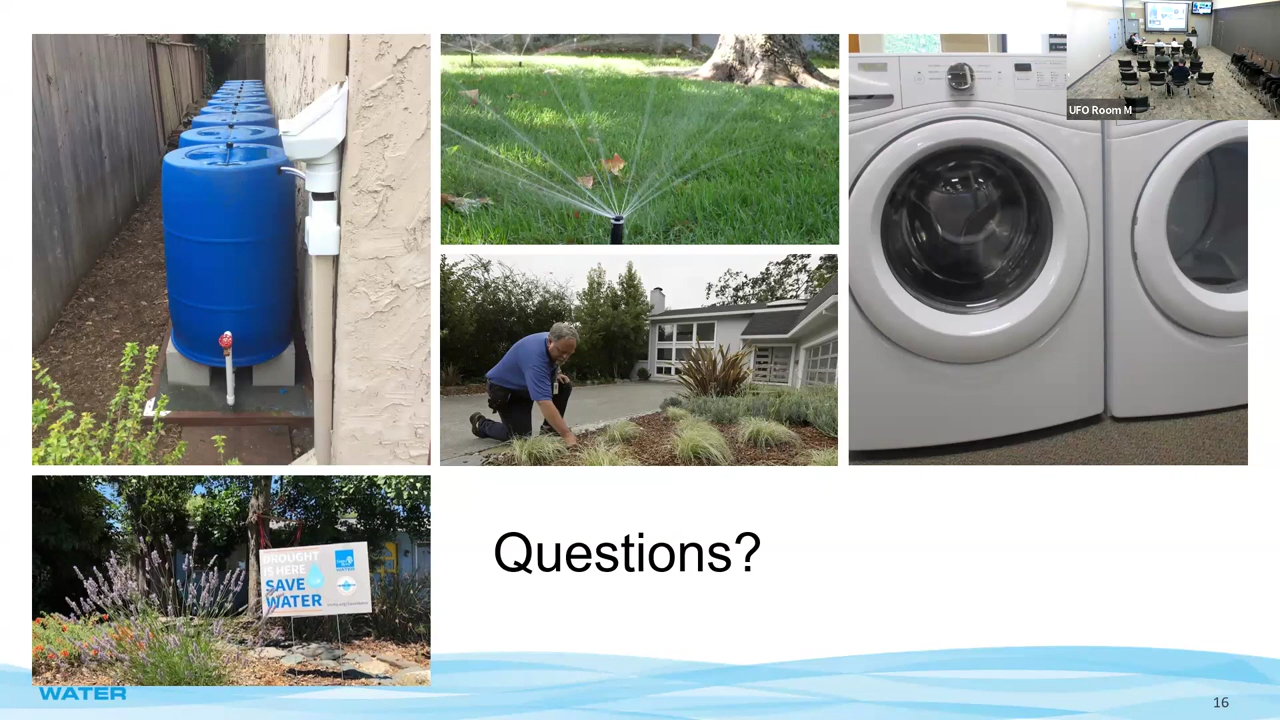 UFO Room M
DROUGHT
IS HERE
SAVE
WATER
Questions?
WATER
16